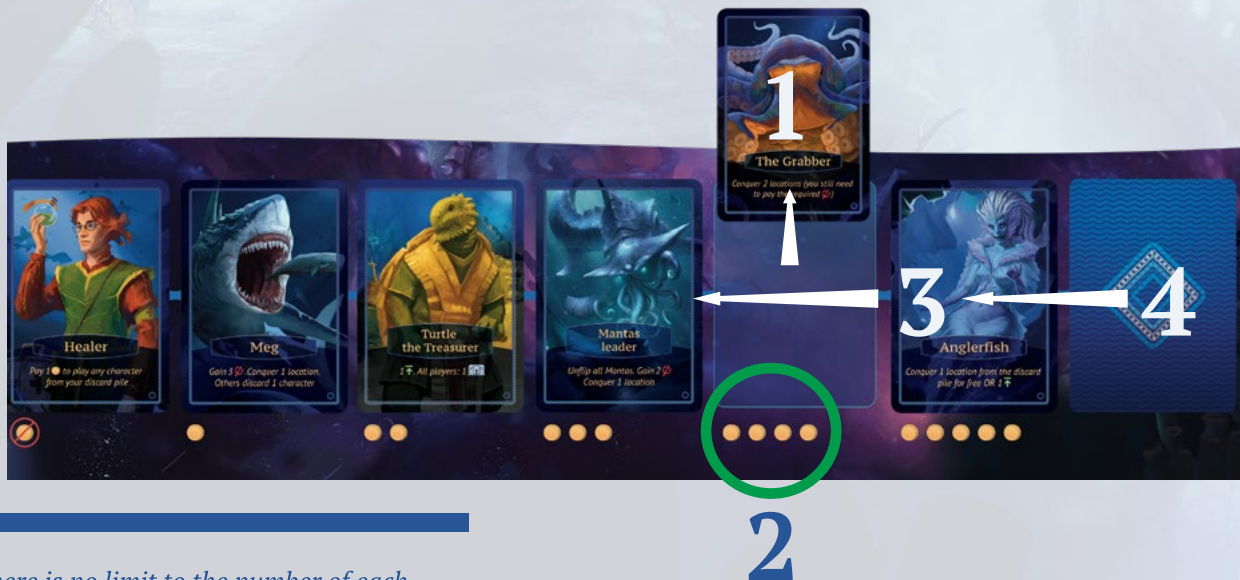 1
The Grabber
Conquer 2 locations (you still need
to pay the required )
Healer
Pay 1 to play any character
from your discard pile
Meg
Gain 3 . Conquer 1 location.
Others discard 1 character
Turtle
the Treasurer
1 . All players: 1
Mantas
leader
Unflip all Mantas. Gain 2
Conquer 1 location
3
Anglerfish
Conquer 1 location from the discard
pile for free OR 1
4
2
here is no limit to the number of each